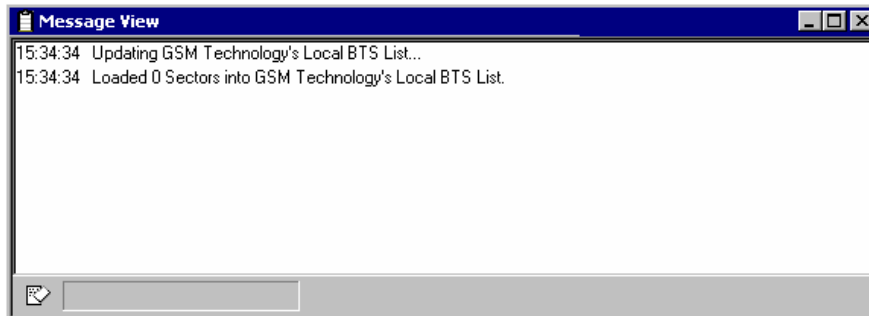 Message View
15:34:34 Updating GSM Technology's Local BTS List...
15:34:34 Loaded 0 Sectors into GSM Technology's Local BTS List.